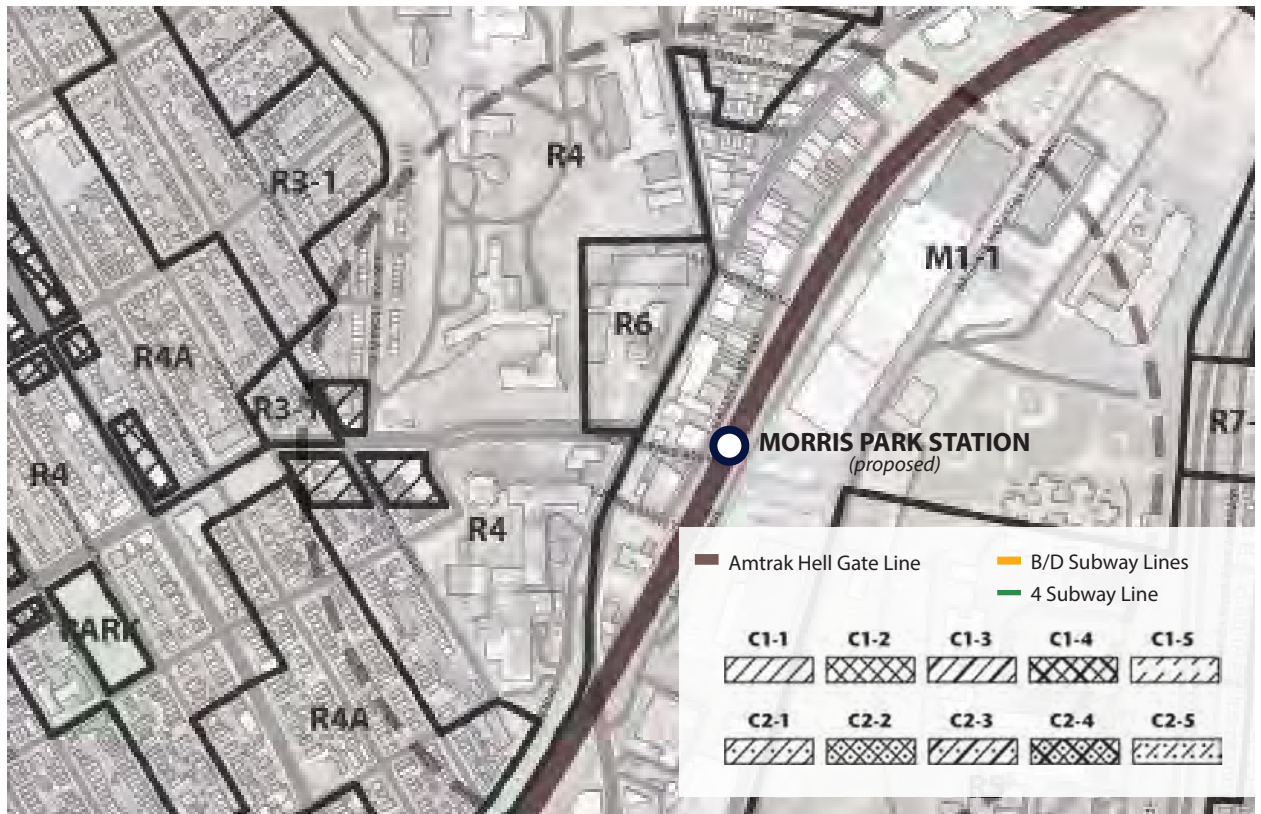 R4
R3-1
M1-1
R6
R4A
R3-1
R7-
MORRIS PARK STATION
(proposed)
R4
R4
Amtrak Hell Gate Line
B/D Subway Lines
4 Subway Line
PARK
C1-1 C1-2 C1-3 C1-4 C1-5
R4A
C2-1 C2-2 C2-3 C2-4 C2-5